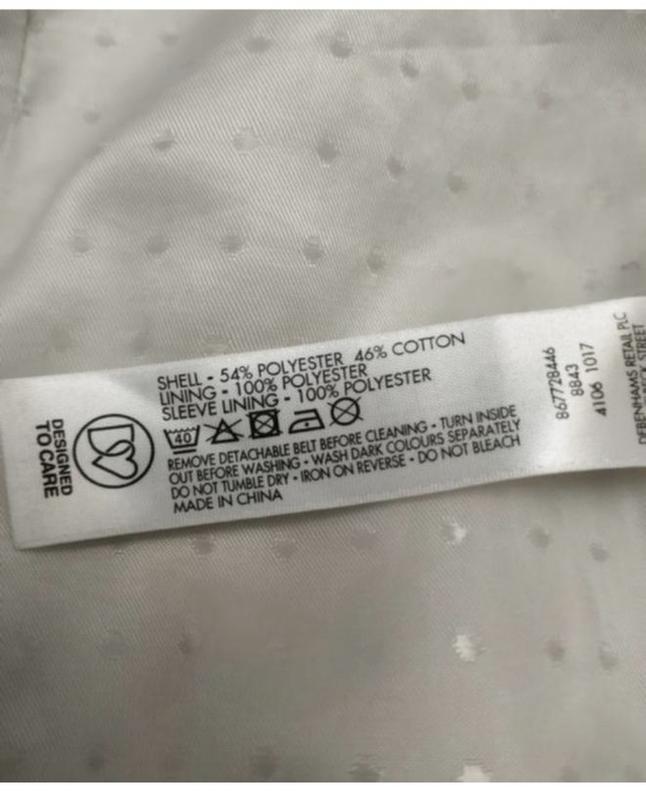 SHELL - 54% POLYESTER 46% COTTON
LINING - 100% POLYESTER
SLEEVE LINING - 100% POLYESTER
40
REMOVE DETACHABLE BELT BEFORE CLEANING - TURN INSIDE
OUT BEFORE WASHING - WASH DARK COLOURS SEPARATELY
DO NOT TUMBLE DRY - IRON ON REVERSE - DO NOT BLEACH
MADE IN CHINA
DESIGNED
TO CARE
867728446
8843
4106 1017
DEBENHAMS RETAIL PLC
STREET